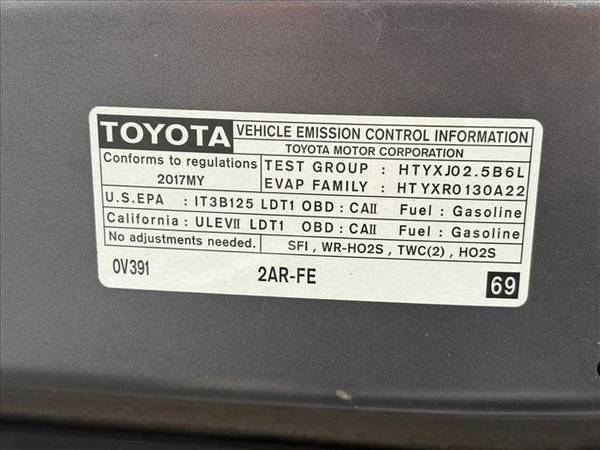 TOYOTA VEHICLE EMISSION CONTROL INFORMATION
TOYOTA MOTOR CORPORATION
Conforms to regulations
2017MY
TEST GROUP : HTYXJ02.5B6L
EVAP FAMILY : HTYXR0130A22
U.S.EPA : IT3B125 LDT1 OBD : CAII Fuel : Gasoline
California : ULEVII LDT1 OBD : CAII Fuel : Gasoline
No adjustments needed. SFI , WR-HO2S , TWC(2) , HO2S
0V391 2AR-FE 69